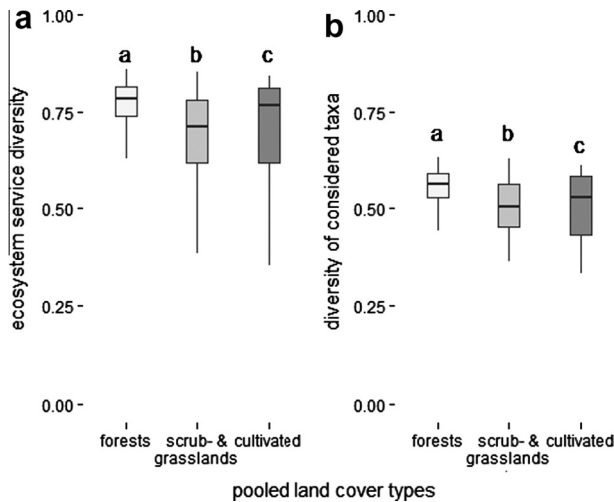 a
1.00
0.75
0.50
0.25
0.00
ecosystem service diversity
a b c
forests scrub- & cultivated
grasslands
b
1.00
0.75
0.50
0.25
0.00
diversity of considered taxa
a b c
forests scrub- & cultivated
grasslands
pooled land cover types